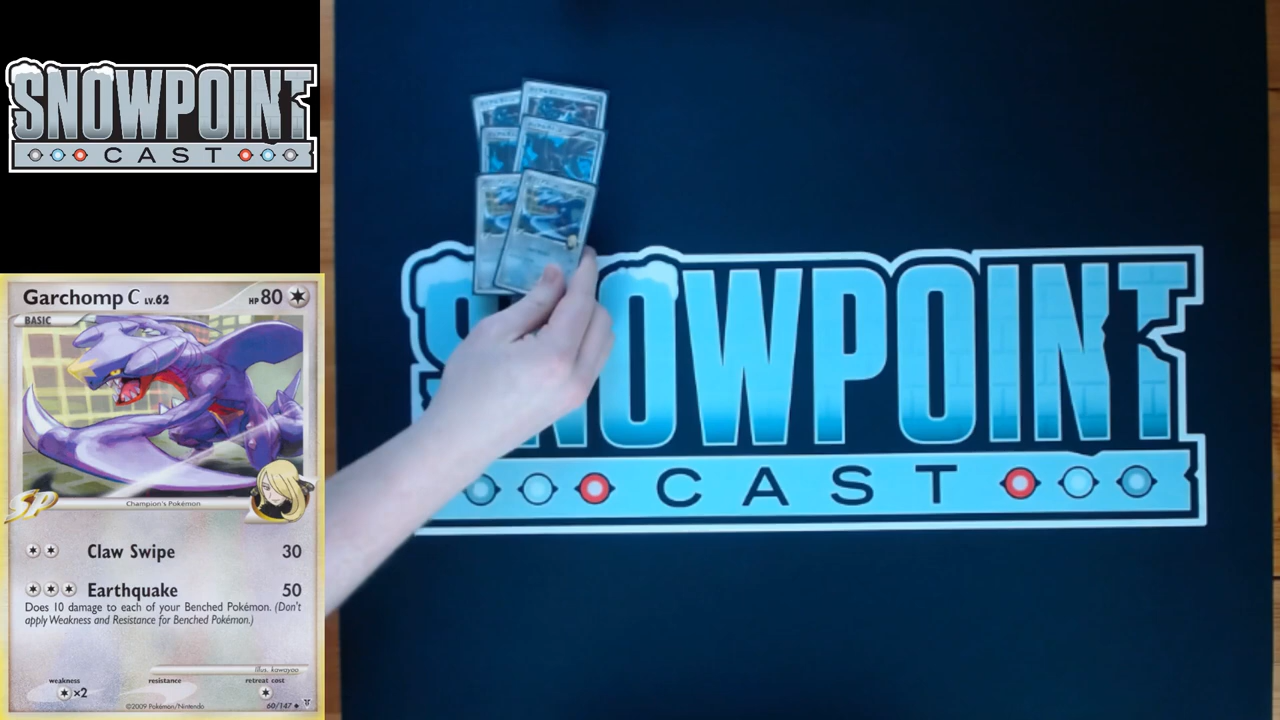 SNOWPOINT
CAST
Garchomp C LV.62 HP 80
BASIC
SP
Champion's Pokémon
Claw Swipe 30
Earthquake 50
Does 10 damage to each of your Benched Pokémon. (Don't
apply Weakness and Resistance for Benched Pokémon.)
illus. kawayoo
weakness resistance retreat cost
×2
©2009 Pokémon/Nintendo 60/147
SNOWPOINT
CAST